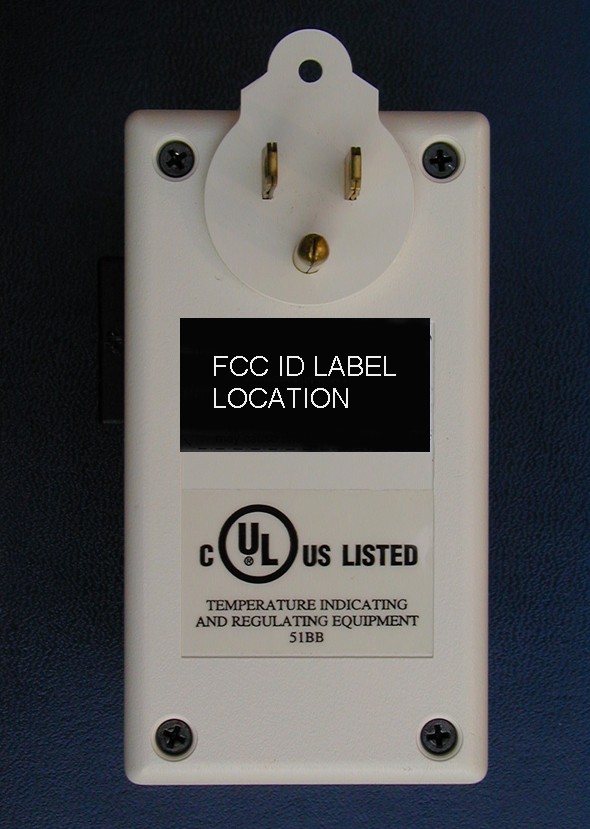 FCC ID LABEL
LOCATION
C UL ® US LISTED
TEMPERATURE INDICATING
AND REGULATING EQUIPMENT
51BB